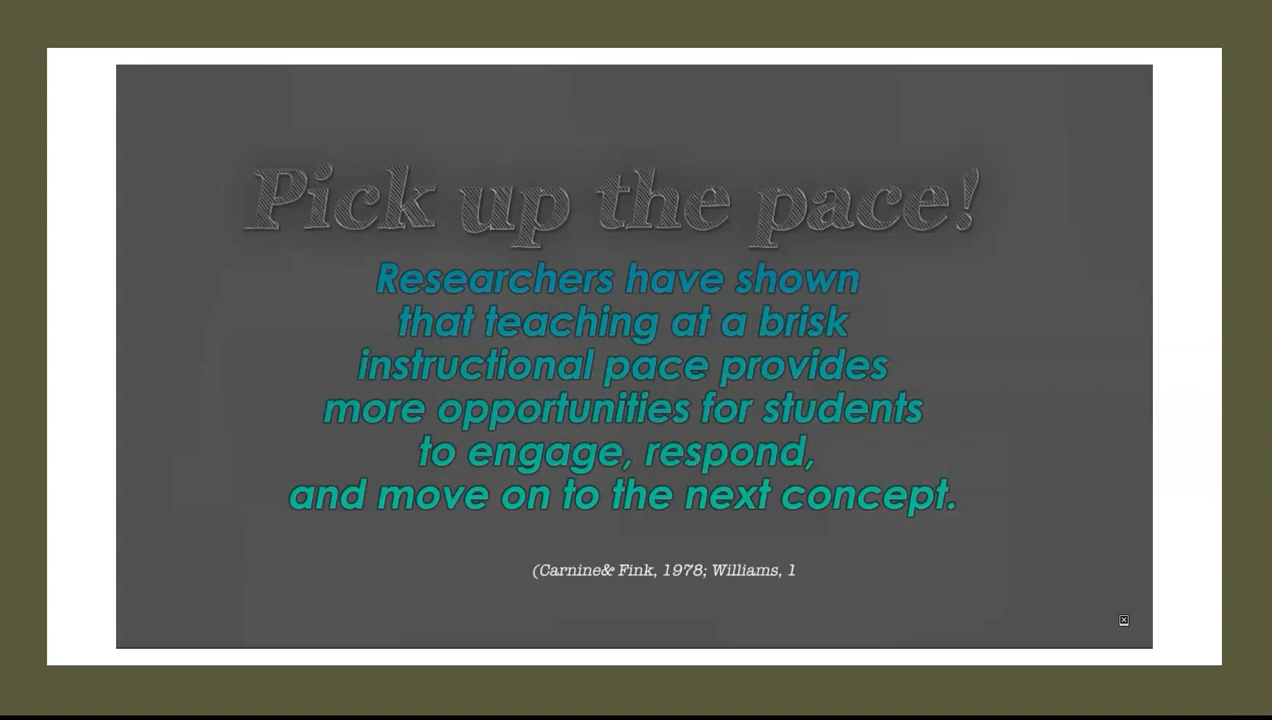 Pick up the pace!
Researchers have shown
that teaching at a brisk
instructional pace provides
more opportunities for students
to engage, respond,
and move on to the next concept.
(Carnine& Fink, 1978; Williams, 1